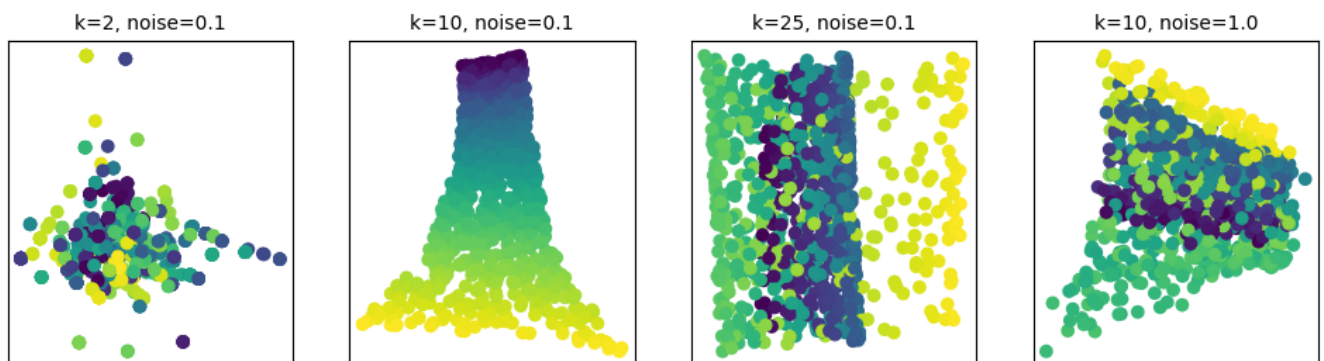 k=2, noise=0.1
k=10, noise=0.1
k=25, noise=0.1
k=10, noise=1.0